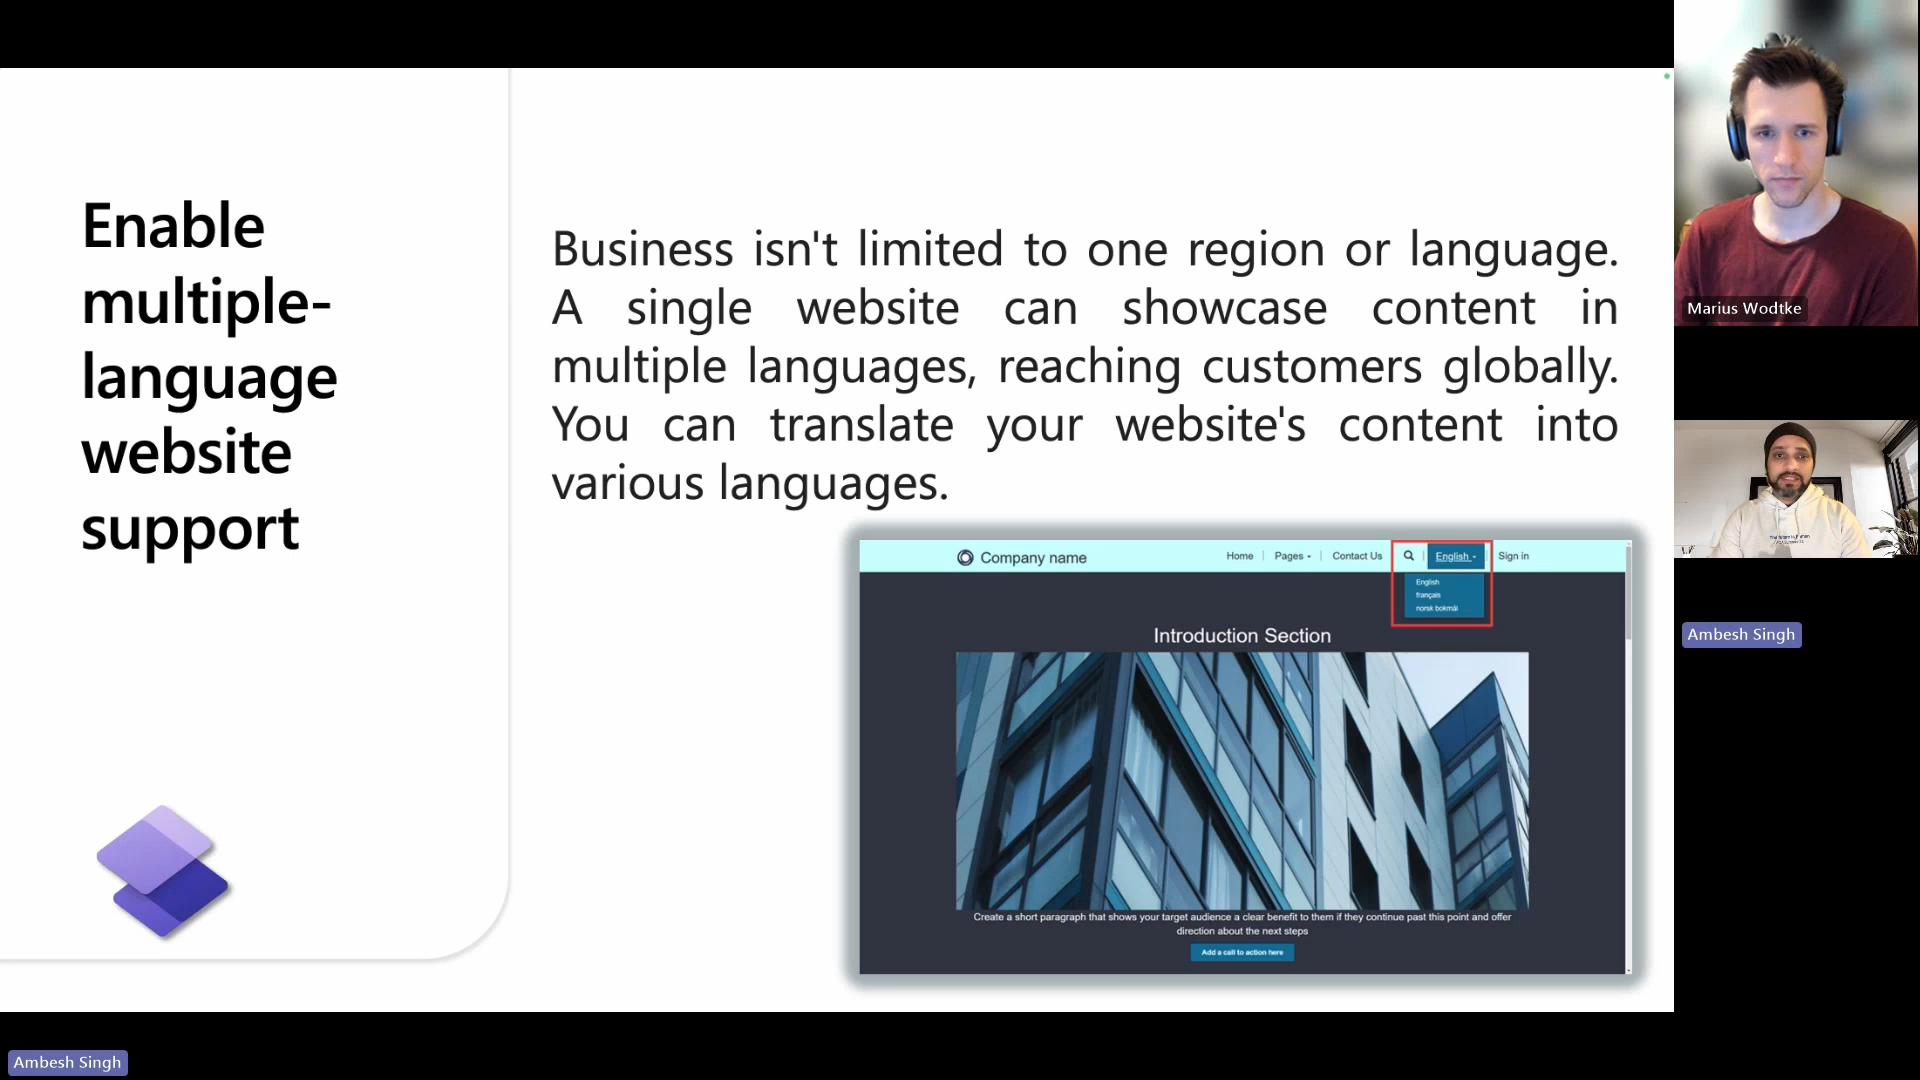 Enable
multiple-
language
website
support
Business isn't limited to one region or language.
A single website can showcase content in
multiple languages, reaching customers globally.
You can translate your website's content into
various languages.
Company name
Home
Pages
Contact Us
English
Sign in
English
français
norsk bokmål
Introduction Section
Create a short paragraph that shows your target audience a clear benefit to them if they continue past this point and offer
direction about the next steps
Add a call to action here
Marius Wodtke
Ambesh Singh
Ambesh Singh